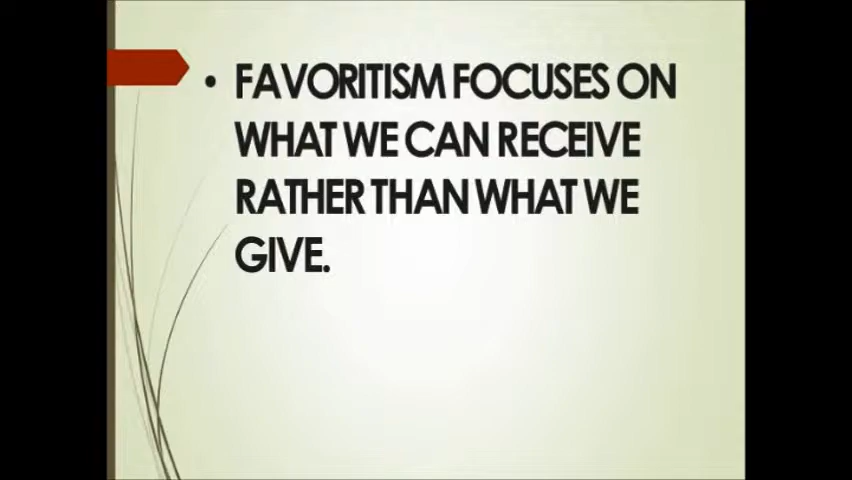 • FAVORITISM FOCUSES ON
WHAT WE CAN RECEIVE
RATHER THAN WHAT WE
GIVE.